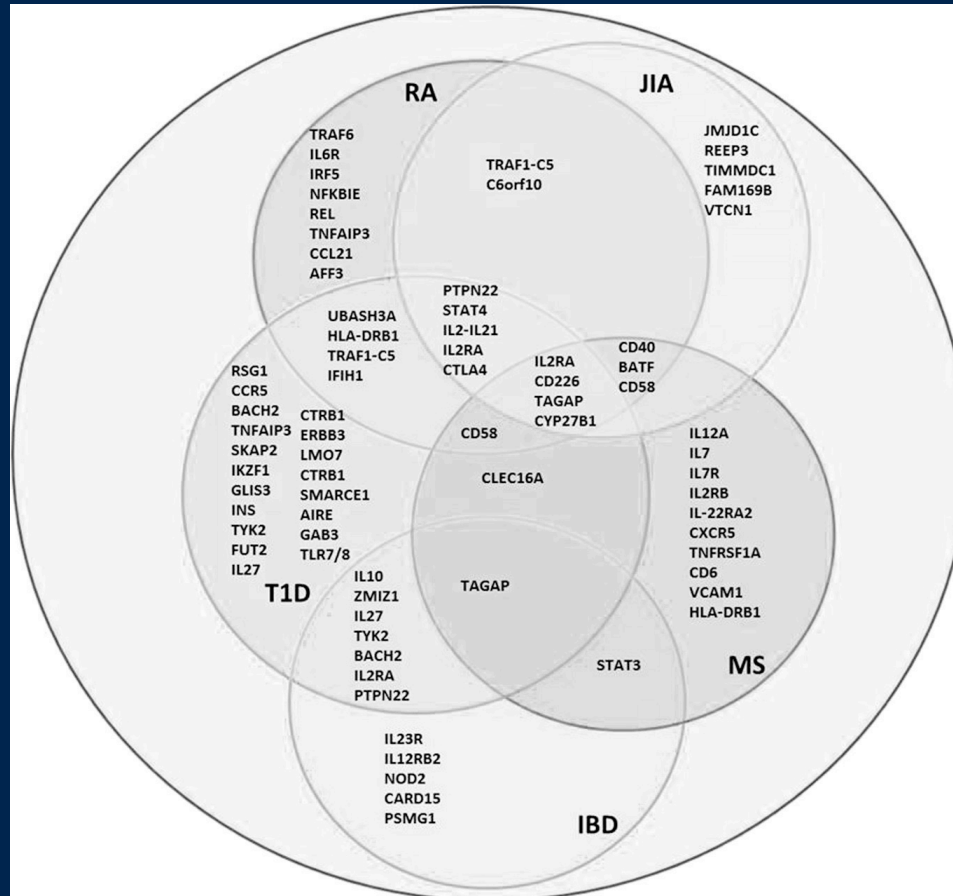 RA
JIA
TRAF6
IL6R
IRF5
NFKBIE
REL
TNFAIP3
CCL21
AFF3
TRAF1-C5
C6orf10
JMJD1C
REEP3
TIMMDC1
FAM169B
VTCN1
UBASH3A
HLA-DRB1
TRAF1-C5
IFIH1
PTPN22
STAT4
IL2-IL21
IL2RA
CTLA4
IL2RA
CD226
TAGAP
CYP27B1
CD40
BATF
CD58
RSG1
CCR5
BACH2
TNFAIP3
SKAP2
IKZF1
GLIS3
INS
TYK2
FUT2
IL27
CTRB1
ERBB3
LMO7
CTRB1
SMARCE1
AIRE
GAB3
TLR7/8
T1D
CD58
CLEC16A
IL12A
IL7
IL7R
IL2RB
IL-22RA2
CXCR5
TNFRSF1A
CD6
VCAM1
HLA-DRB1
MS
IL10
ZMIZ1
IL27
TYK2
BACH2
IL2RA
PTPN22
TAGAP
STAT3
IL23R
IL12RB2
NOD2
CARD15
PSMG1
IBD